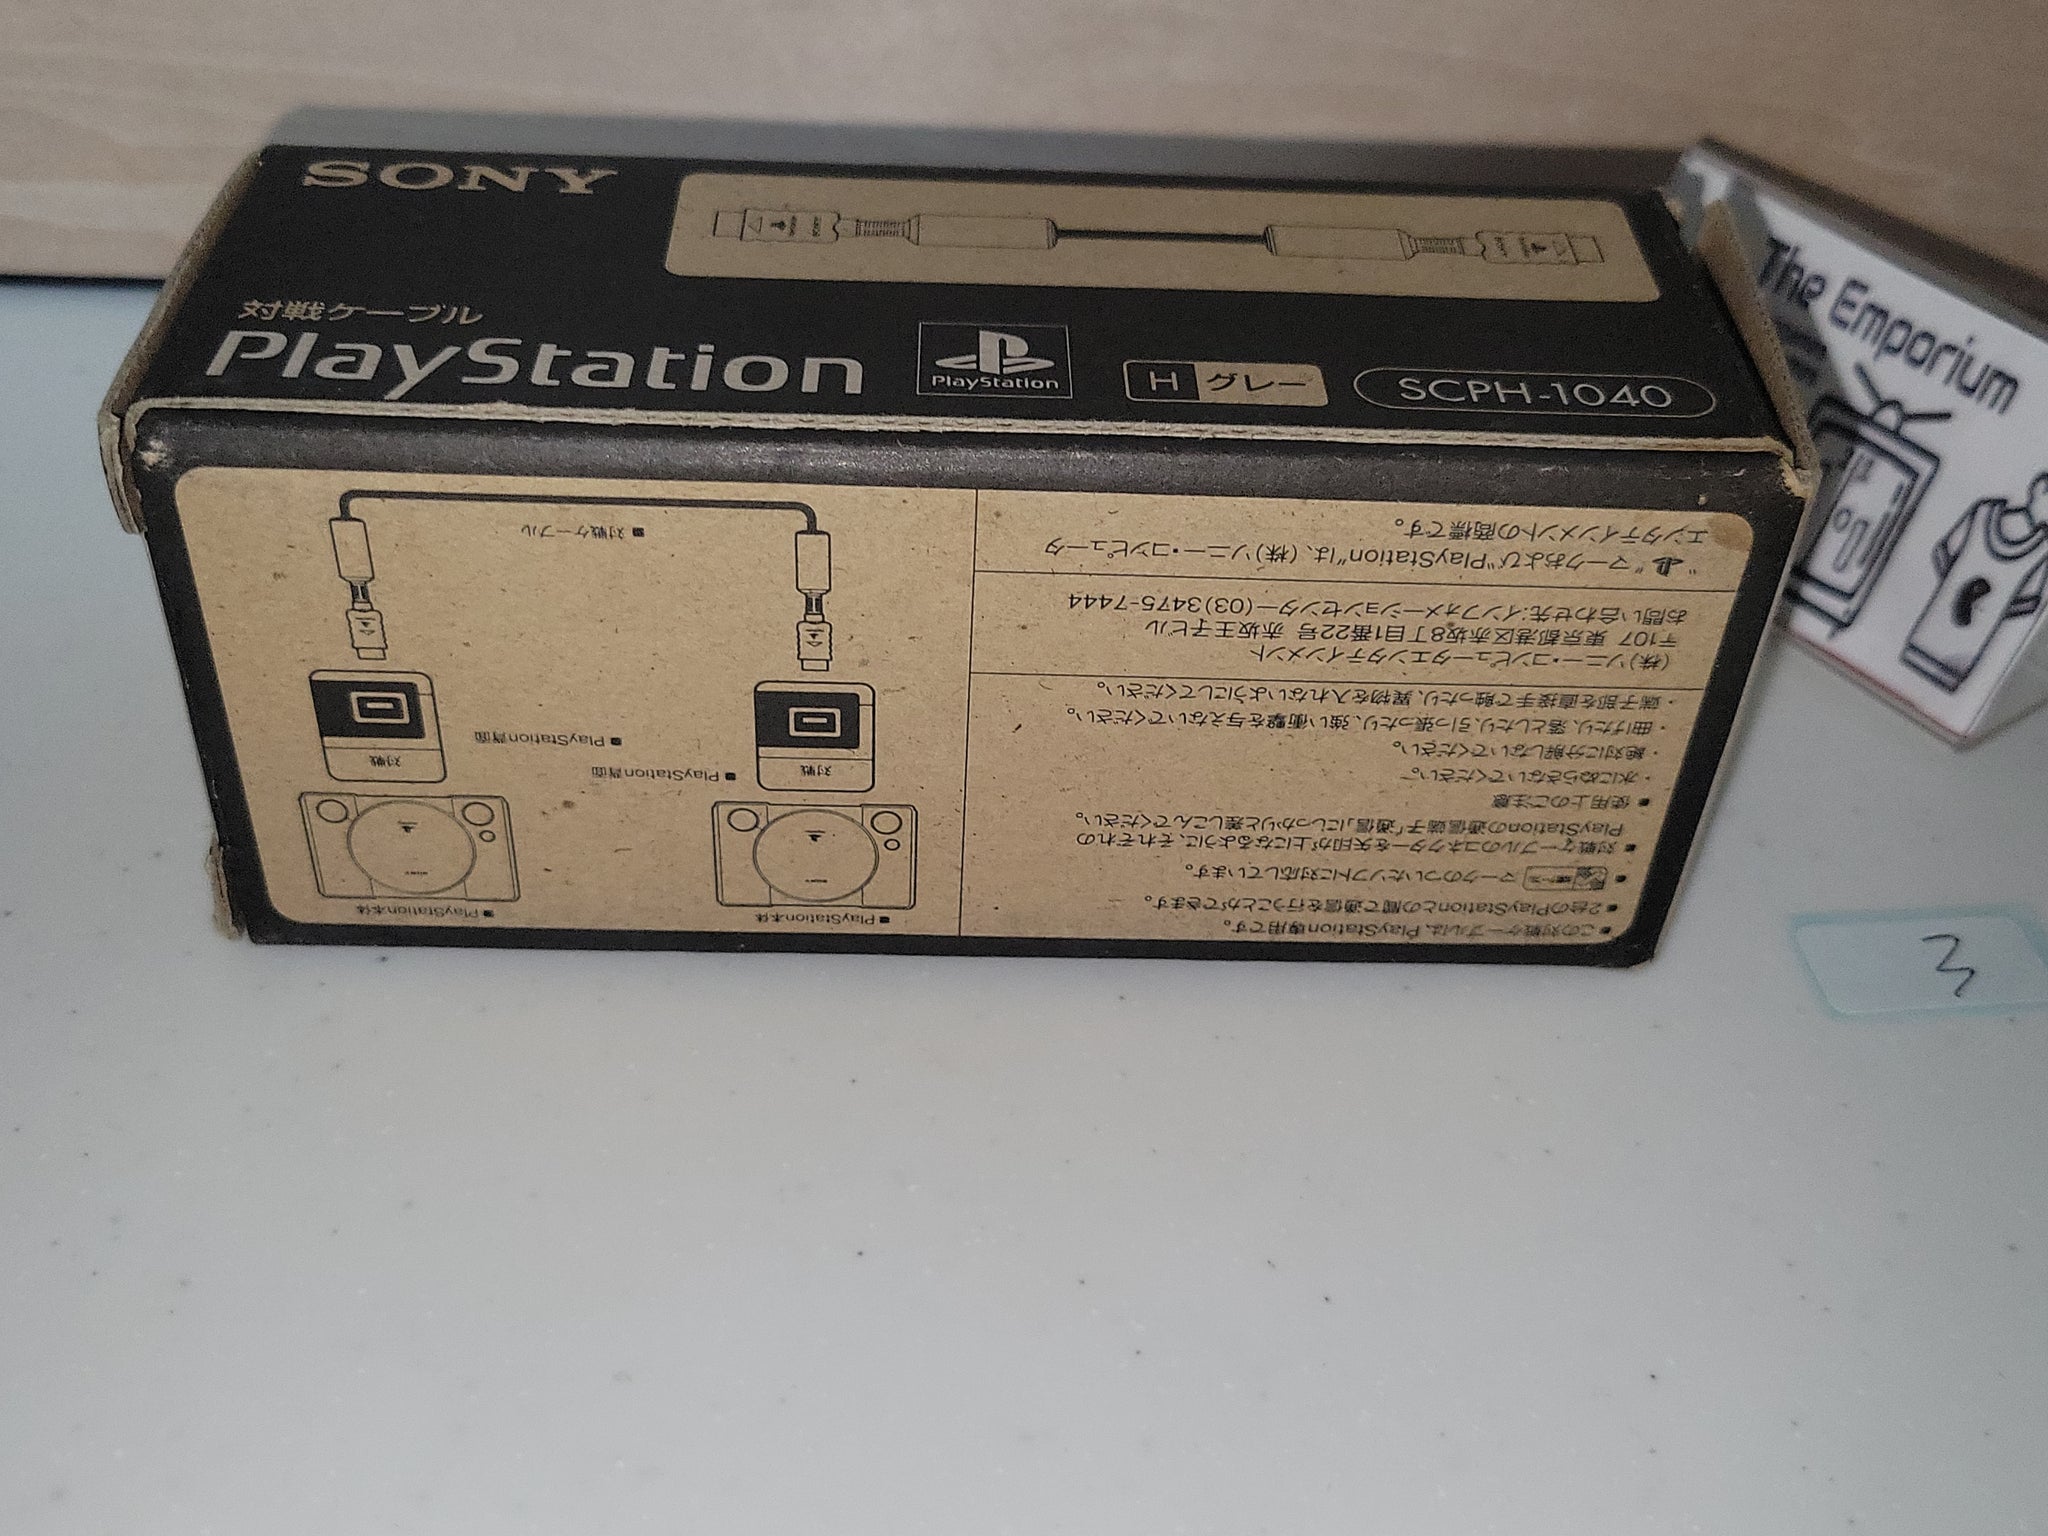 SONY
対戦ケーブル
PlayStation
PlayStation
H グレー
SCPH-1040
■この対戦ケーブルは、PlayStation専用です。
■2台のPlayStationとの間で通信を行うことができます。
■ マークのついたソフトに対応しています。
■対戦ケーブルのコネクターを矢印が上になるように、それぞれの
PlayStationの通信端子「通信」にしっかりと差しこんでください。
■使用上のご注意
・水にぬらさないでください。
・絶対に分解しないでください。
・曲げたり、落としたり、引っ張ったり、強い衝撃を与えないでください。
・端子部を直接手で触ったり、異物を入れないようにしてください。
(株)ソニー・コンピュータエンタテインメント
〒107 東京都港区赤坂8丁目1番22号 赤坂王子ビル
お問い合わせ先:インフォメーションセンター(03)3475-7444
" "マークおよび"PlayStation"は、(株)ソニー・コンピュータ
エンタテインメントの商標です。
■PlayStation本体
■PlayStation本体
対戦
対戦
■PlayStation背面
■PlayStation背面
■対戦ケーブル
The Emporium
3